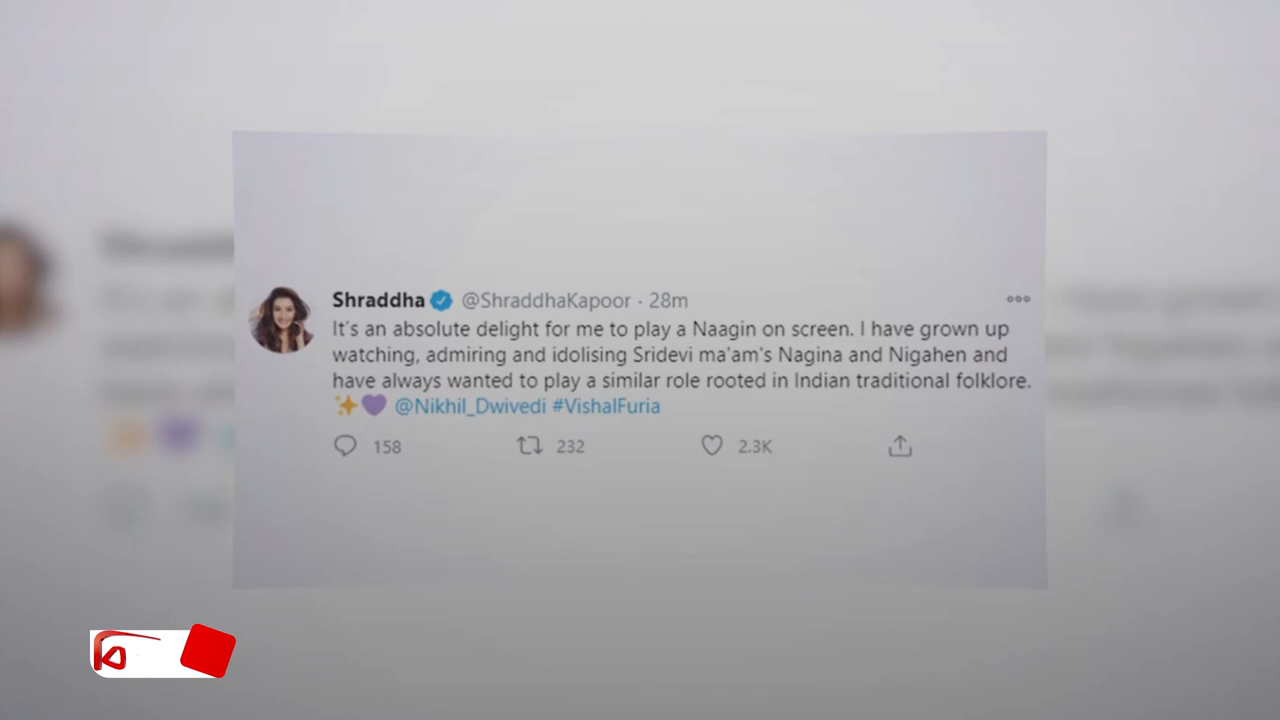 Shraddha @ShraddhaKapoor · 28m
It's an absolute delight for me to play a Naagin on screen. I have grown up
watching, admiring and idolising Sridevi ma'am's Nagina and Nigahen and
have always wanted to play a similar role rooted in Indian traditional folklore.
✨💜 @Nikhil_Dwivedi #VishalFuria
158 232 2.3K